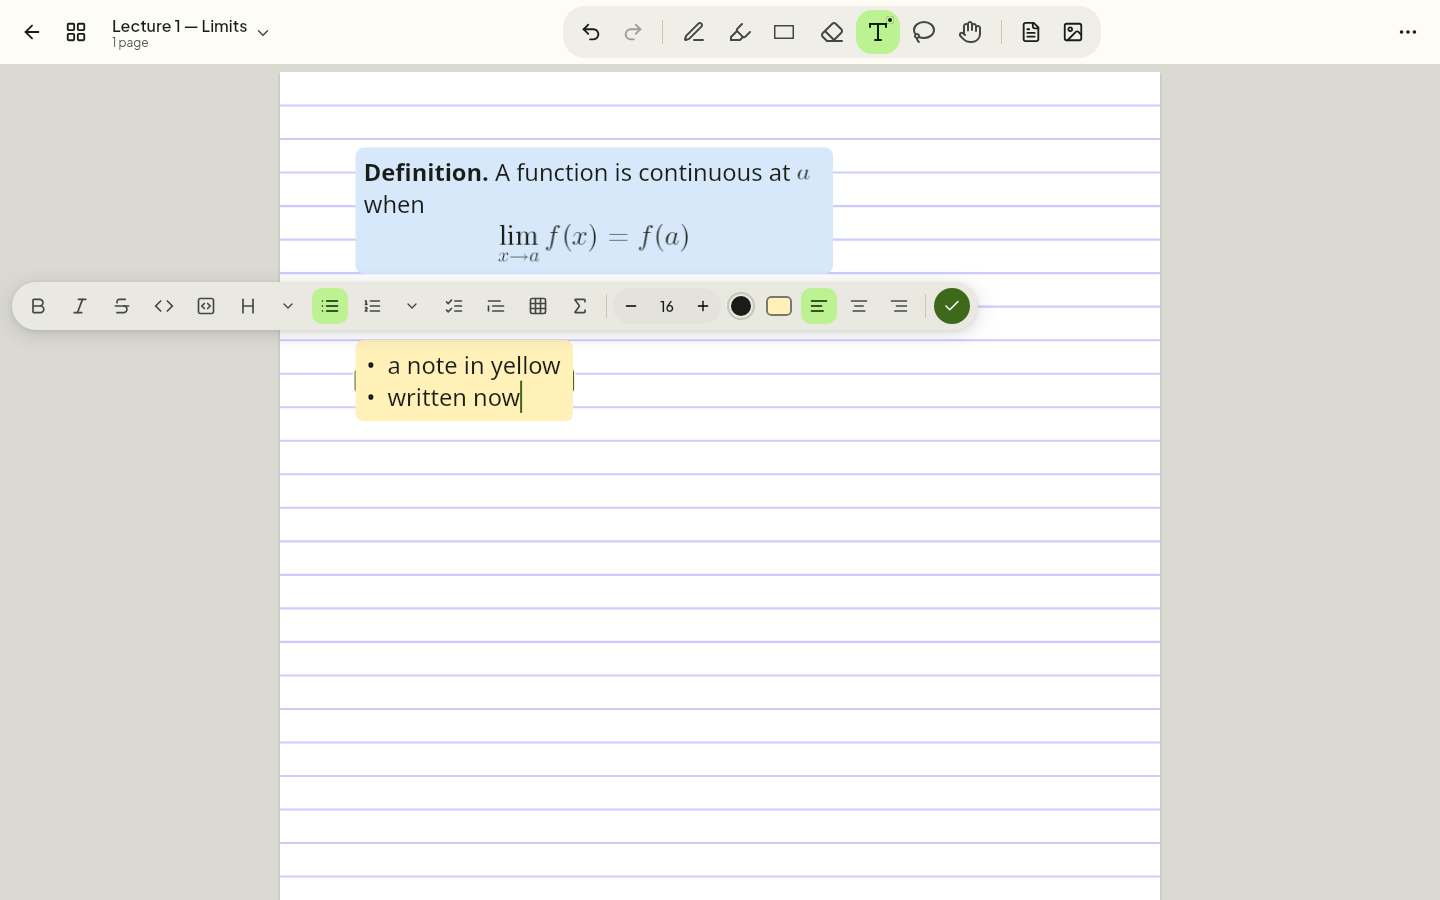 Lecture 1 — Limits
1 page
Definition. A function is continuous at a
when
lim x→a f(x) = f(a)
16
• a note in yellow
• written now